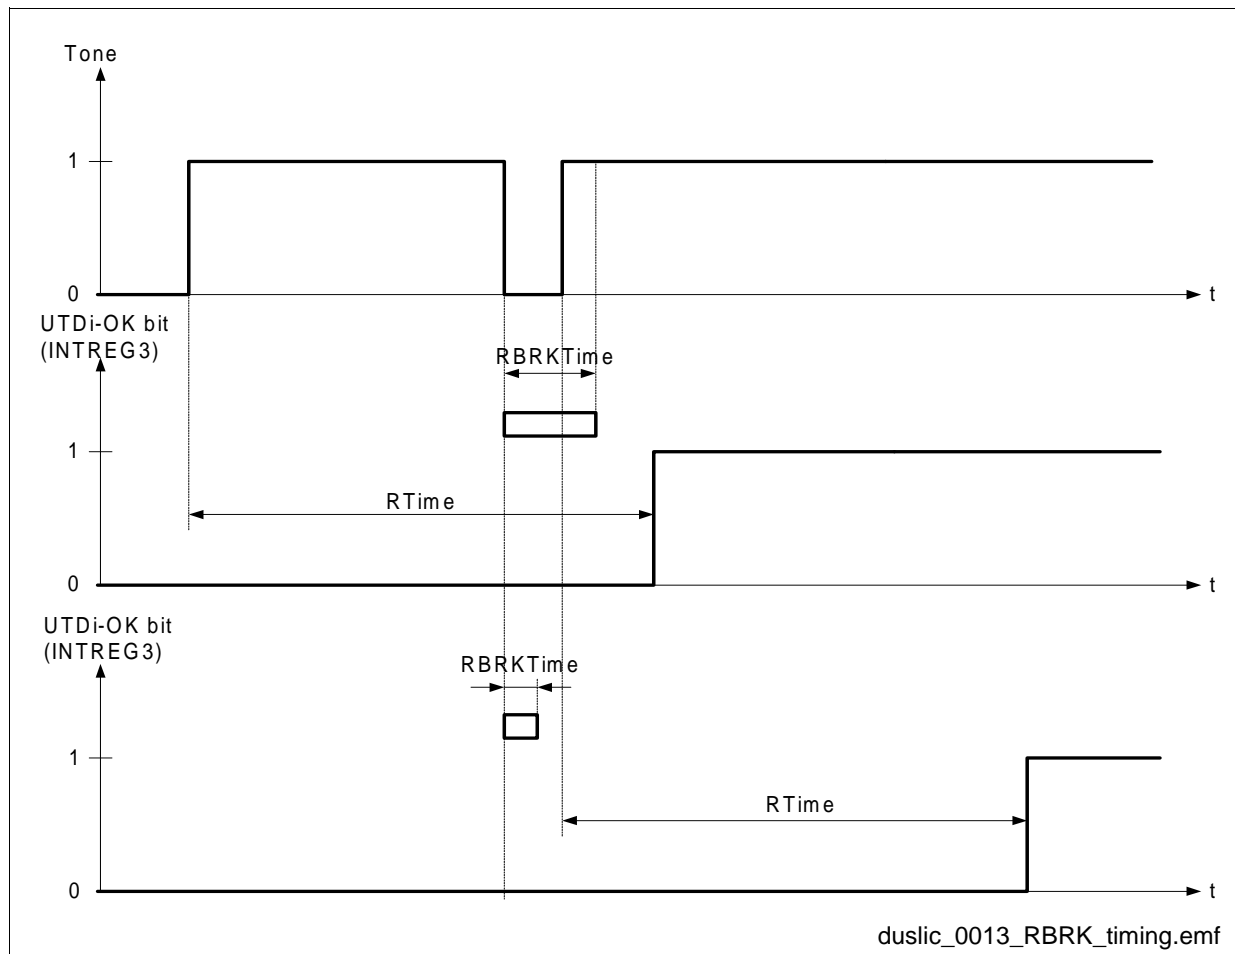 Tone
1
0
t
UTDi-OK bit
(INTREG3)
RBRKTime
1
RTime
0
t
UTDi-OK bit
(INTREG3)
RBRKTime
1
RTime
0
t
duslic_0013_RBRK_timing.emf